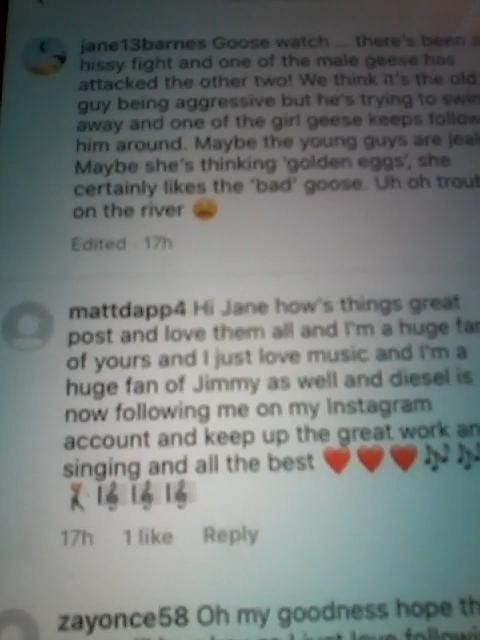 jane13barnes Goose watch ... there's been a
hissy fight and one of the male geese has
attacked the other two! We think it's the old
guy being aggressive but he's trying to swim
away and one of the girl geese keeps
him around. Maybe the young guys are
Maybe she's thinking 'golden eggs', she
certainly likes the 'bad' goose. Uh oh
on the river 😩
Edited · 17h
mattdapp4 Hi Jane how's things great
post and love them all and I'm a huge fan
of yours and I just love music and I'm a
huge fan of Jimmy as well and diesel is
now following me on my Instagram
account and keep up the great work
singing and all the best ❤️❤️❤️🎶🎶
17h 1 like Reply
zayonce58 Oh my goodness hope